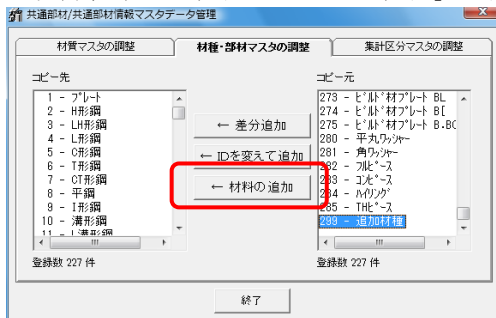 共通部材/共通部材情報マスタデータ管理
材質マスタの調整
材種・部材マスタの調整
集計区分マスタの調整
コピー先
コピー元
1 - プレート
2 - H形鋼
3 - LH形鋼
4 - L形鋼
5 - C形鋼
6 - T形鋼
7 - CT形鋼
8 - 平鋼
9 - I形鋼
10 - 溝形鋼
11 - L溝形鋼
← 差分追加
← IDを変えて追加
← 材料の追加
273 - ビルド材プレート BL
274 - ビルド材プレート B[
275 - ビルド材プレート B.BC
280 - 平丸ワッシャー
281 - 角ワッシャー
282 - フルピース
283 - コンピース
284 - ハイリング
285 - THピース
299 - 追加材種
登録数 227 件
登録数 227 件
終了